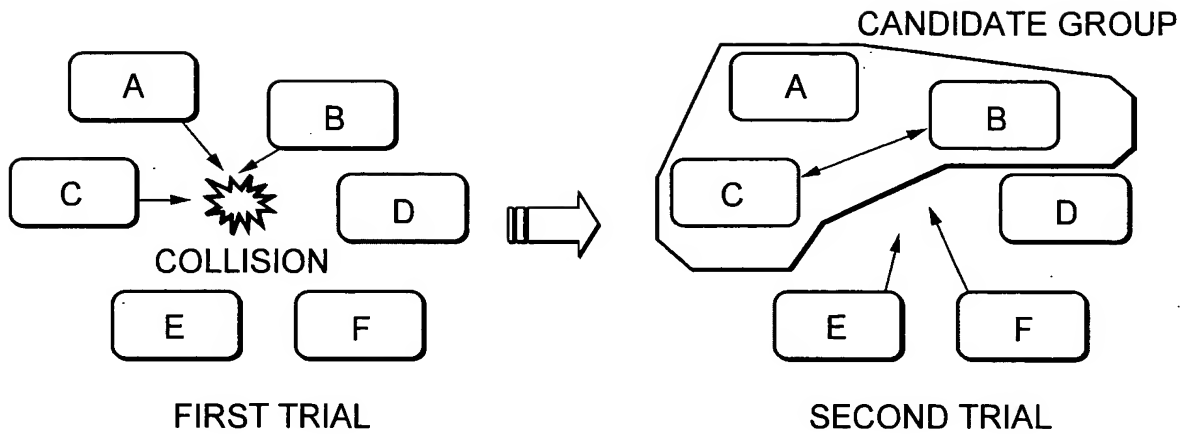 A
B
C
D
COLLISION
E
F
FIRST TRIAL
CANDIDATE GROUP
A
B
C
D
E
F
SECOND TRIAL